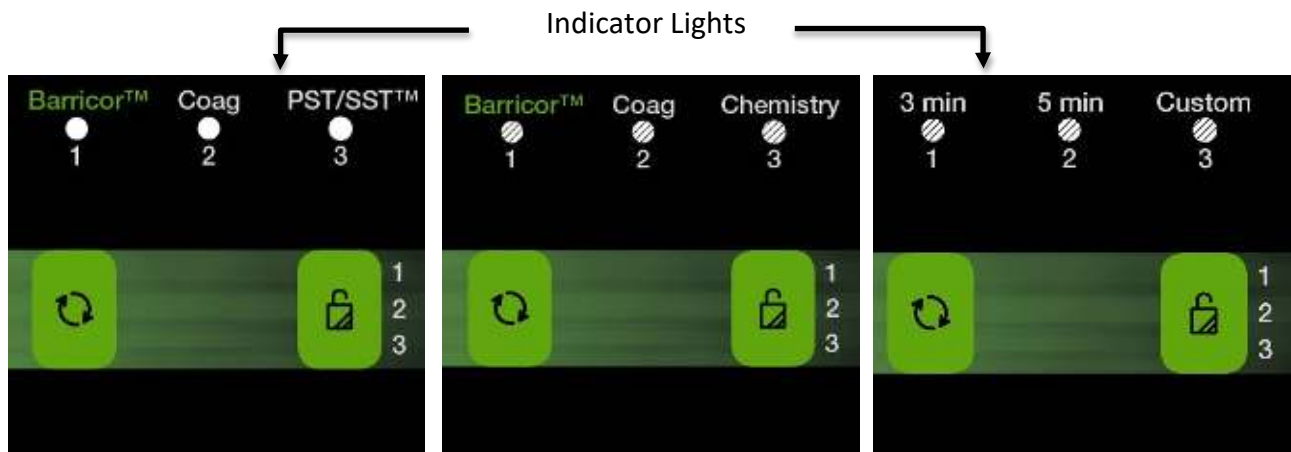 Indicator Lights
Barricor™ Coag PST/SST™
1 2 3
1
2
3
Barricor™ Coag Chemistry
1 2 3
1
2
3
3 min 5 min Custom
1 2 3
1
2
3